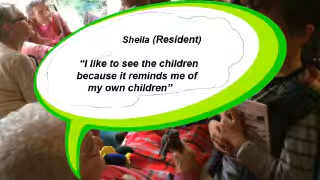 Sheila (Resident)
“I like to see the children
because it reminds me of
my own children”